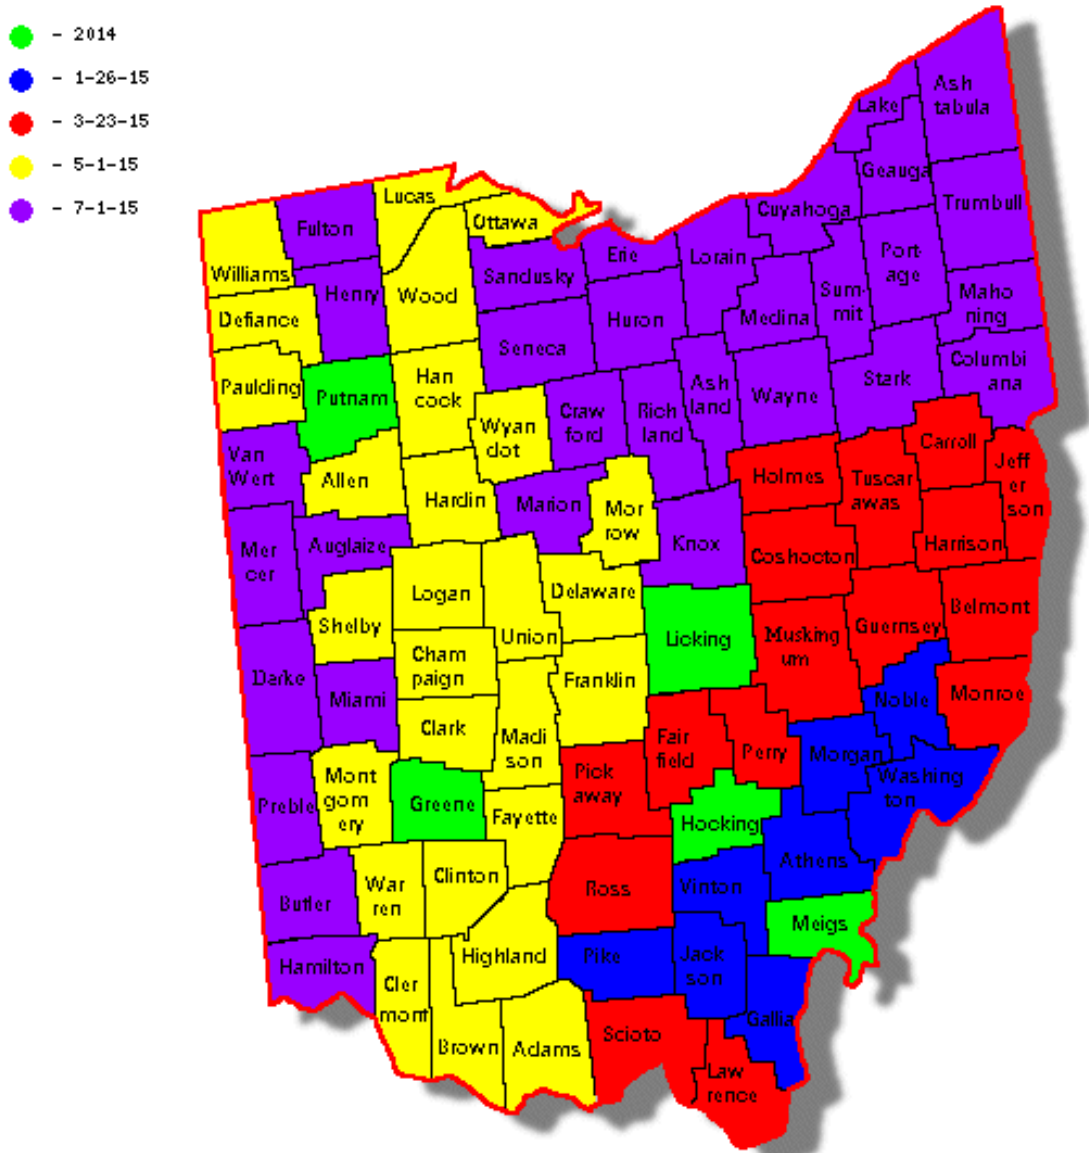 - 2014
- 1-26-15
- 3-23-15
- 5-1-15
- 7-1-15
Ash
tabula
Lake
Geauga
Trumbull
Cuyahoga
Lucas
Ottawa
Fulton
Williams
Henry
Wood
Sandusky
Erie
Lorain
Port-
age
Sum-
mit
Medina
Maho
ning
Defiance
Huron
Seneca
Columbi
ana
Stark
Paulding
Putnam
Han
cock
Wyan
dot
Craw
ford
Rich
land
Ash
land
Wayne
Carroll
Jeff
er
son
Van
Wert
Allen
Hardin
Marion
Mor
row
Knox
Holmes
Tuscar
awas
Harrison
Coshocton
Mer
cer
Auglaize
Logan
Union
Delaware
Licking
Muskin
gum
Guernsey
Belmont
Shelby
Cham
paign
Franklin
Darke
Miami
Clark
Madi
son
Fair
field
Perry
Noble
Monroe
Morgan
Washing
ton
Preble
Mont
gom
ery
Greene
Fayette
Pick
away
Hocking
Athens
Butler
War
ren
Clinton
Ross
Vinton
Meigs
Hamilton
Cler
mont
Highland
Pike
Jack
son
Gallia
Brown
Adams
Scioto
Law
rence